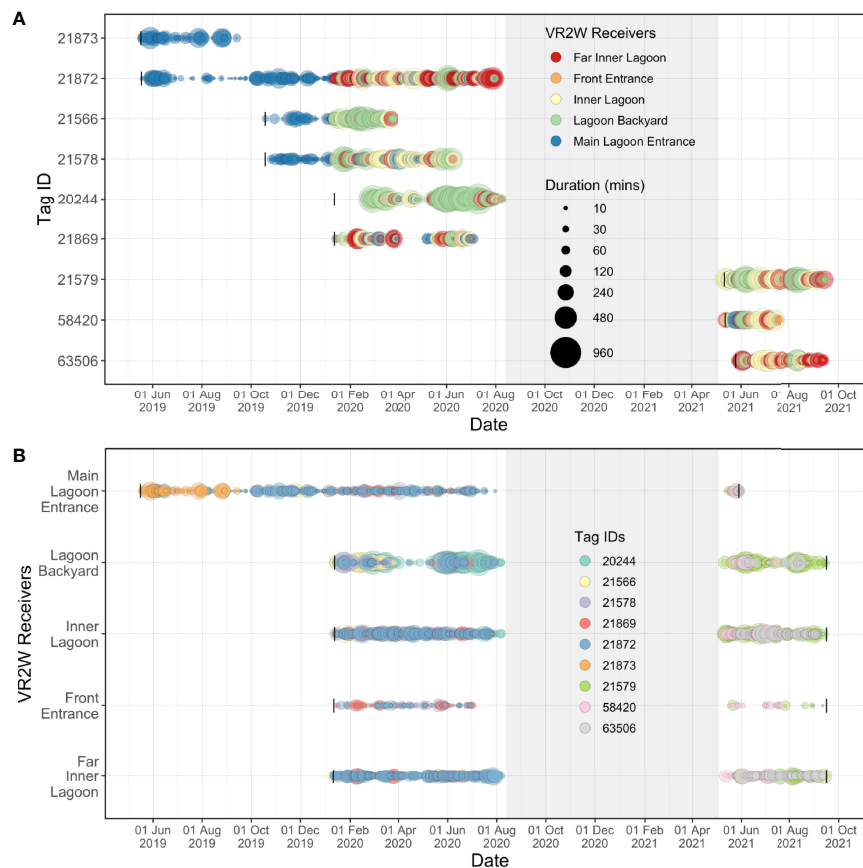 A
VR2W Receivers
Far Inner Lagoon
Front Entrance
Inner Lagoon
Lagoon Backyard
Main Lagoon Entrance
Duration (mins)
10
30
60
120
240
480
960
Tag ID
21873
21872
21566
21578
20244
21869
21579
58420
63506
01 Jun 01 Aug 01 Oct 01 Dec 01 Feb 01 Apr 01 Jun 01 Aug 01 Oct 01 Dec 01 Feb 01 Apr 01 Jun 01 Aug 01 Oct
2019 2019 2019 2019 2020 2020 2020 2020 2020 2020 2021 2021 2021 2021 2021
Date
B
VR2W Receivers
Main
Lagoon
Entrance
Lagoon
Backyard
Inner
Lagoon
Front
Entrance
Far
Inner
Lagoon
Tag IDs
20244
21566
21578
21869
21872
21873
21579
58420
63506
01 Jun 01 Aug 01 Oct 01 Dec 01 Feb 01 Apr 01 Jun 01 Aug 01 Oct 01 Dec 01 Feb 01 Apr 01 Jun 01 Aug 01 Oct
2019 2019 2019 2019 2020 2020 2020 2020 2020 2020 2021 2021 2021 2021 2021
Date